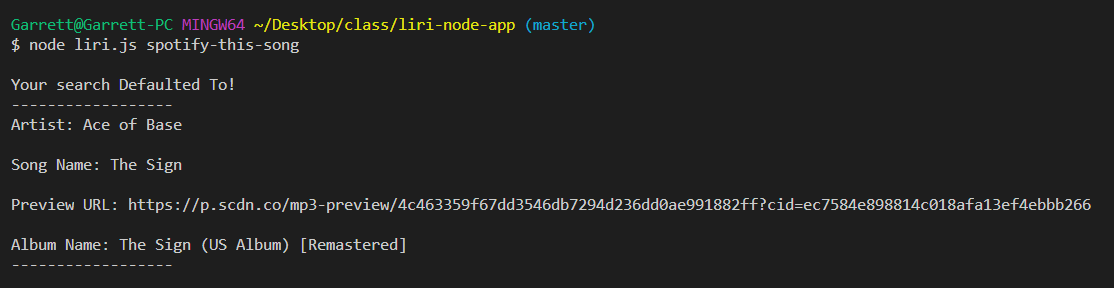 Garrett@Garrett-PC MINGW64 ~/Desktop/class/liri-node-app (master)
$ node liri.js spotify-this-song
Your search Defaulted To!
------------------
Artist: Ace of Base
Song Name: The Sign
Preview URL: https://p.scdn.co/mp3-preview/4c463359f67dd3546db7294d236dd0ae991882ff?cid=ec7584e898814c018afa13ef4ebbb266
Album Name: The Sign (US Album) [Remastered]
------------------